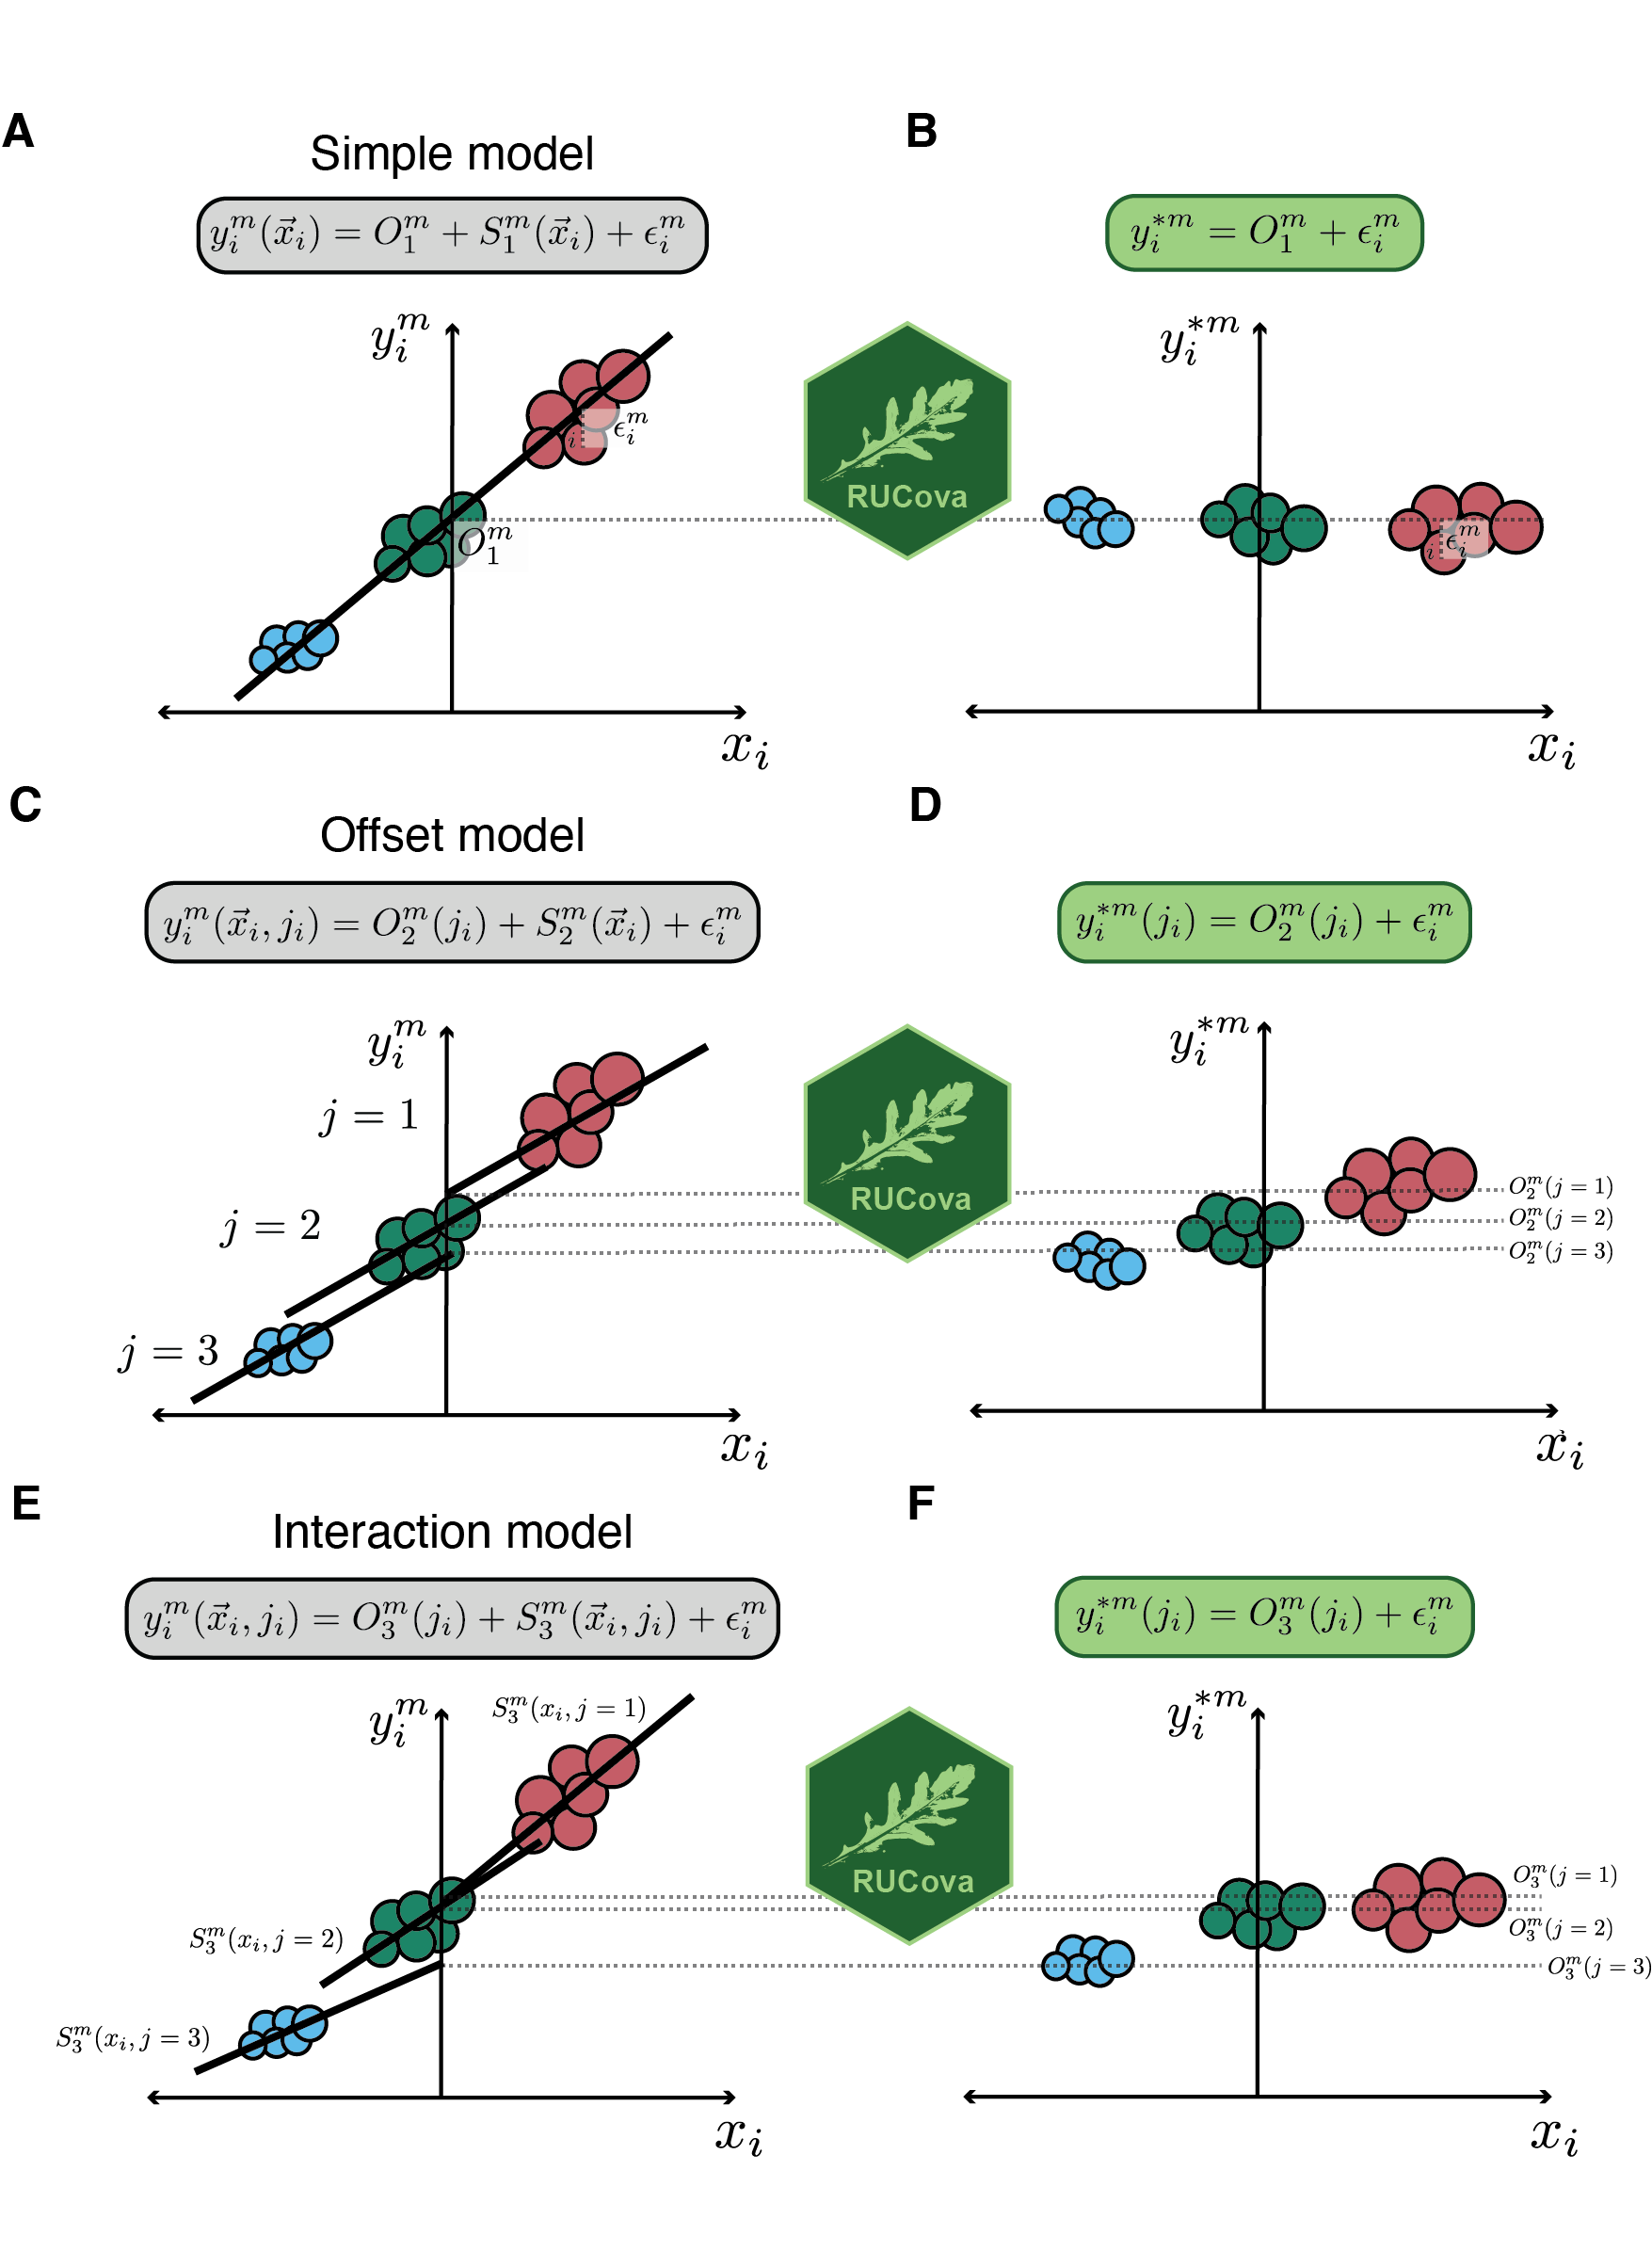 A
B
Simple model
$y_i^m(\vec{x}_i) = O_1^m + S_1^m(\vec{x}_i) + \epsilon_i^m$
$y_i^{*m} = O_1^m + \epsilon_i^m$
$y_i^m$
$y_i^{*m}$
$i$ $\epsilon_i^m$
RUCova
$O_1^m$
$i$ $\epsilon_i^m$
$x_i$
$x_i$
C
D
Offset model
$y_i^m(\vec{x}_i, j_i) = O_2^m(j_i) + S_2^m(\vec{x}_i) + \epsilon_i^m$
$y_i^{*m}(j_i) = O_2^m(j_i) + \epsilon_i^m$
$y_i^m$
$y_i^{*m}$
$j = 1$
RUCova
$O_2^m(j = 1)$
$j = 2$
$O_2^m(j = 2)$
$O_2^m(j = 3)$
$j = 3$
$x_i$
$x_i$
E
F
Interaction model
$y_i^m(\vec{x}_i, j_i) = O_3^m(j_i) + S_3^m(\vec{x}_i, j_i) + \epsilon_i^m$
$y_i^{*m}(j_i) = O_3^m(j_i) + \epsilon_i^m$
$y_i^m$
$S_3^m(x_i, j = 1)$
$y_i^{*m}$
RUCova
$O_3^m(j = 1)$
$S_3^m(x_i, j = 2)$
$O_3^m(j = 2)$
$O_3^m(j = 3)$
$S_3^m(x_i, j = 3)$
$x_i$
$x_i$